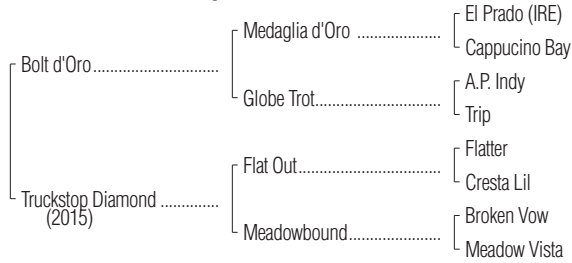 El Prado (IRE)
Medaglia d'Oro ...................
Cappucino Bay
Bolt d'Oro.............................
A.P. Indy
Globe Trot.............................
Trip
Flatter
Flat Out.................................
Cresta Lil
Truckstop Diamond ..............
(2015)
Broken Vow
Meadowbound......................
Meadow Vista